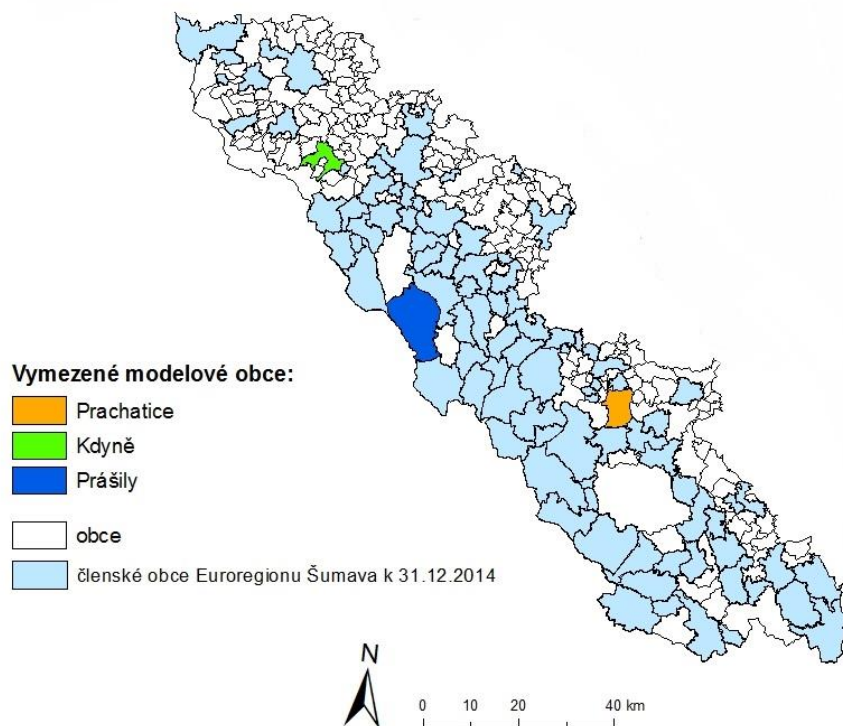 Vymezené modelové obce:
Prachatice
Kdyně
Prášily
obce
členské obce Euroregionu Šumava k 31.12.2014
N
0 10 20 40 km